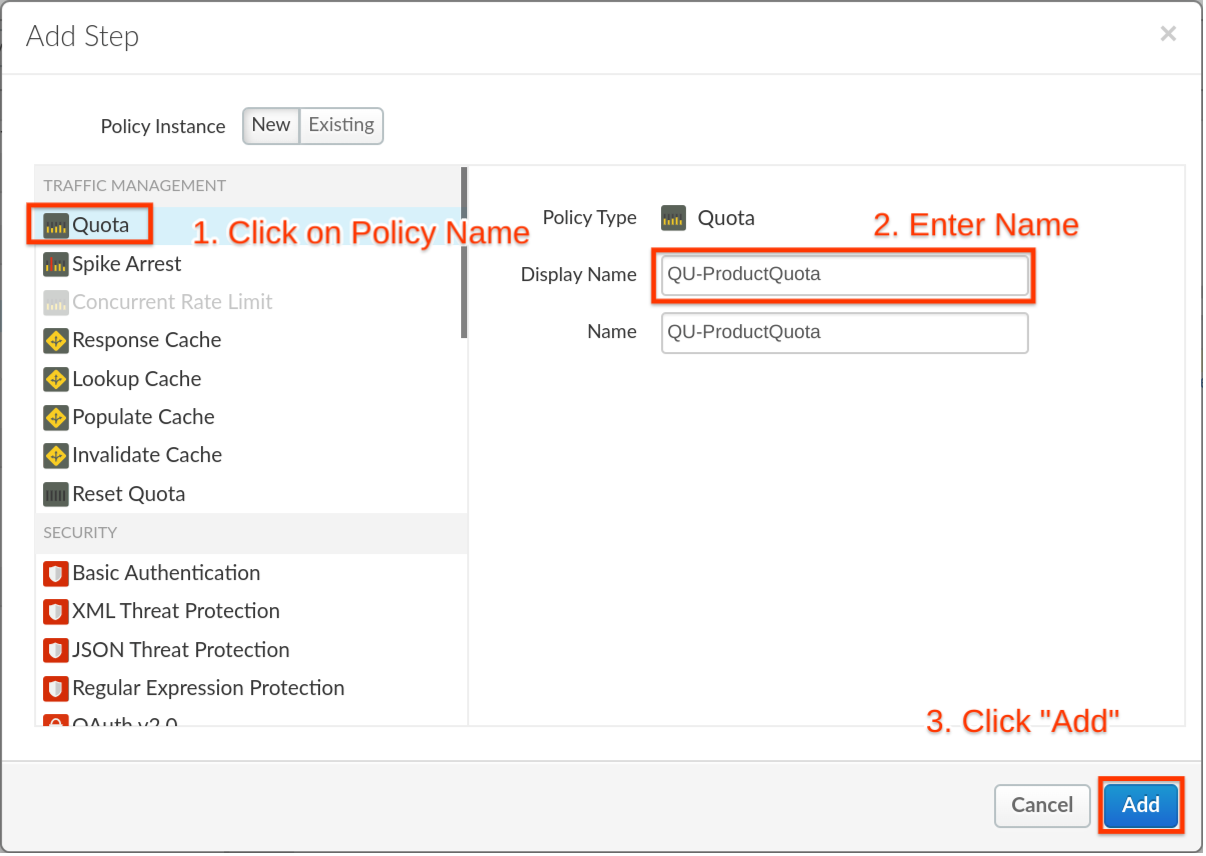 Add Step
×
Policy Instance New Existing
TRAFFIC MANAGEMENT
Quota
1. Click on Policy Name
Spike Arrest
Concurrent Rate Limit
Response Cache
Lookup Cache
Populate Cache
Invalidate Cache
Reset Quota
SECURITY
Basic Authentication
XML Threat Protection
JSON Threat Protection
Regular Expression Protection
OAuth v2.0
Policy Type Quota
2. Enter Name
Display Name QU-ProductQuota
Name QU-ProductQuota
3. Click "Add"
Cancel Add